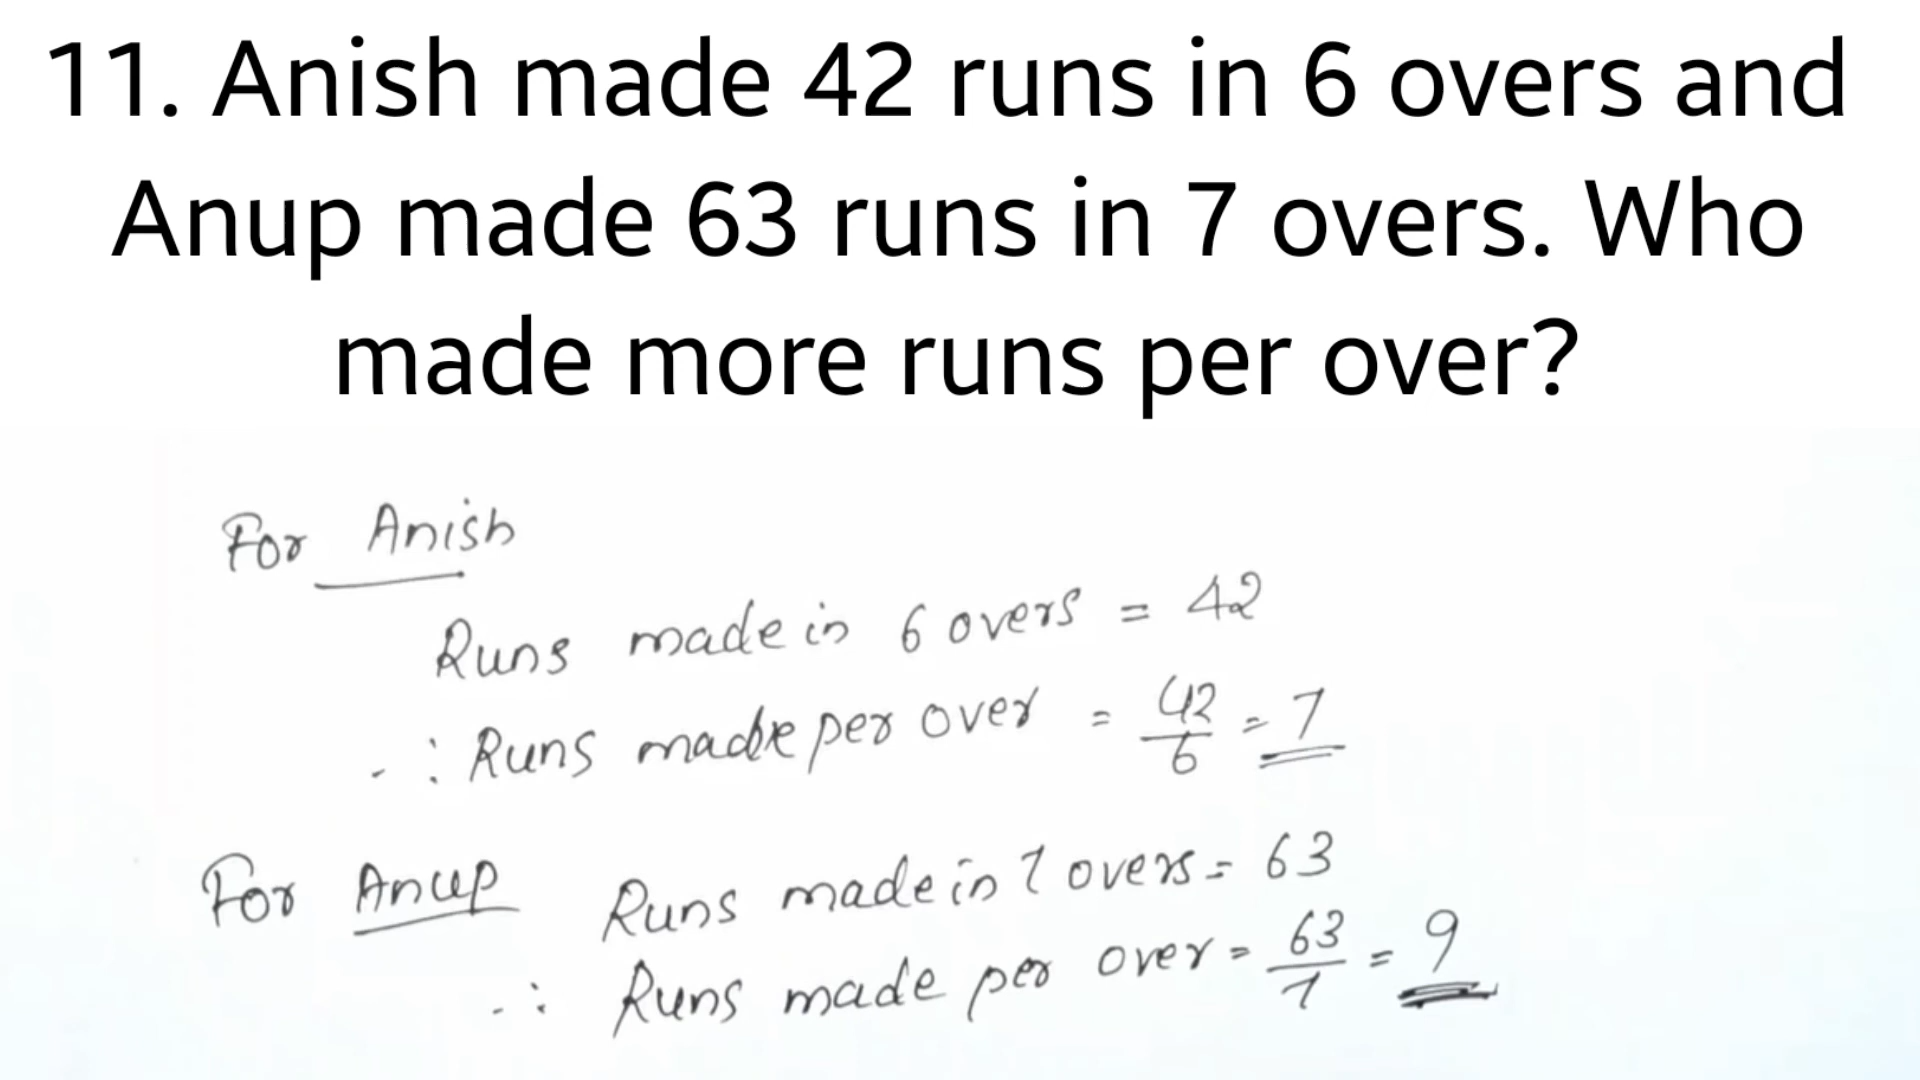 11. Anish made 42 runs in 6 overs and
Anup made 63 runs in 7 overs. Who
made more runs per over?
For Anish
Runs made in 6 overs = 42
∴ Runs made per over = 42/6 = 7
For Anup Runs made in 7 overs = 63
∴ Runs made per over = 63/7 = 9